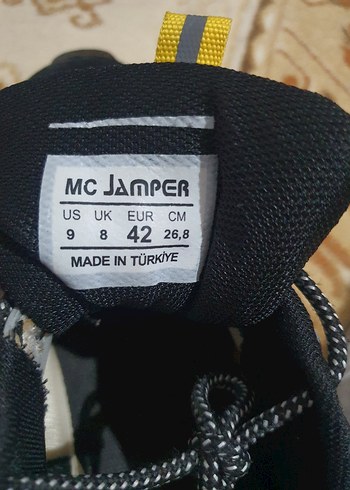 MC JAMPER
US UK EUR CM
9 8 42 26,8
MADE IN TÜRKİYE